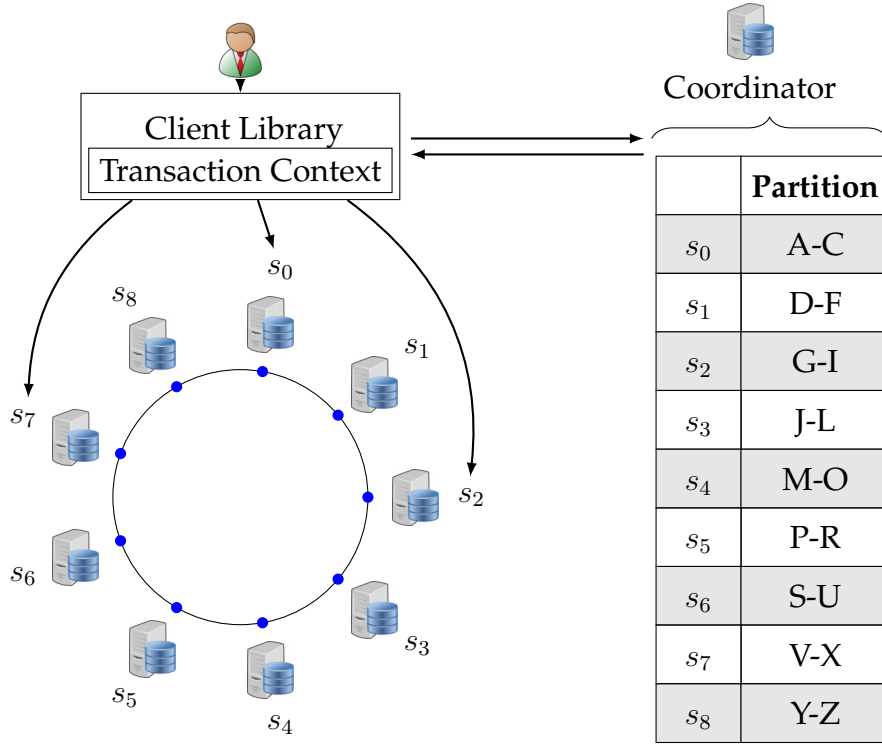 Coordinator
Client Library
Transaction Context
Partition
s0 A-C
s1 D-F
s2 G-I
s3 J-L
s4 M-O
s5 P-R
s6 S-U
s7 V-X
s8 Y-Z
s0
s8
s1
s7
s2
s6
s3
s5
s4